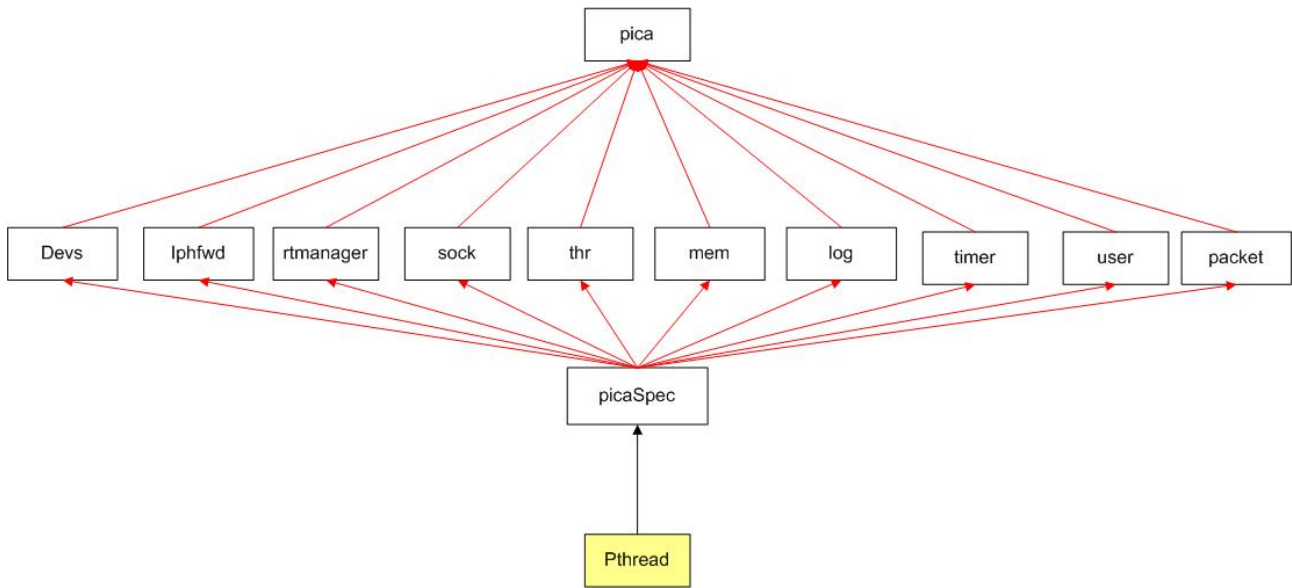 pica
Devs
Iphfwd
rtmanager
sock
thr
mem
log
timer
user
packet
picaSpec
Pthread